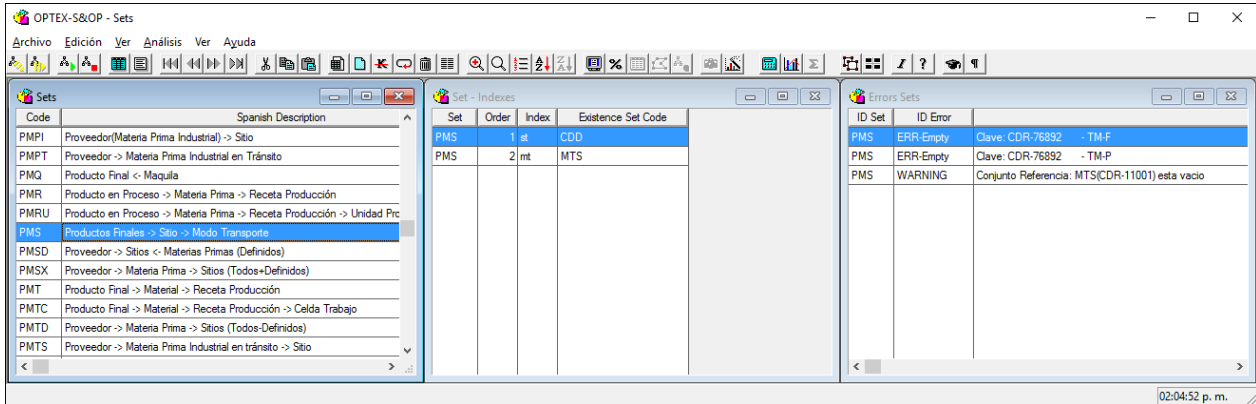 OPTEX-S&OP - Sets
Archivo Edición Ver Análisis Ver Ayuda
Sets
Code Spanish Description
PMPI Proveedor(Materia Prima Industrial) -> Sitio
PMPT Proveedor -> Materia Prima Industrial en Tránsito
PMQ Producto Final <- Maquila
PMR Producto en Proceso -> Materia Prima -> Receta Producción
PMRU Producto en Proceso -> Materia Prima -> Receta Producción -> Unidad Prc
PMS Productos Finales -> Sitio -> Modo Transporte
PMSD Proveedor -> Sitios <- Materias Primas (Definidos)
PMSX Proveedor -> Materia Prima -> Sitios (Todos+Definidos)
PMT Producto Final -> Material -> Receta Producción
PMTC Producto Final -> Material -> Receta Producción -> Celda Trabajo
PMTD Proveedor -> Materia Prima -> Sitios (Todos-Definidos)
PMTS Proveedor -> Materia Prima Industrial en tránsito -> Sitio
Set - Indexes
Set Order Index Existence Set Code
PMS 1 st CDD
PMS 2 mt MTS
Errors Sets
ID Set ID Error
PMS ERR-Empty Clave: CDR-76892 - TM-F
PMS ERR-Empty Clave: CDR-76892 - TM-P
PMS WARNING Conjunto Referencia: MTS(CDR-11001) esta vacio
02:04:52 p. m.